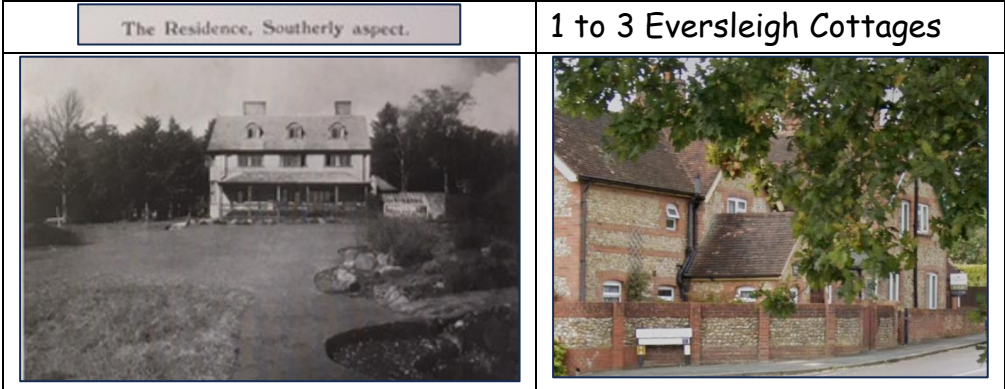 The Residence, Southerly aspect.
1 to 3 Eversleigh Cottages